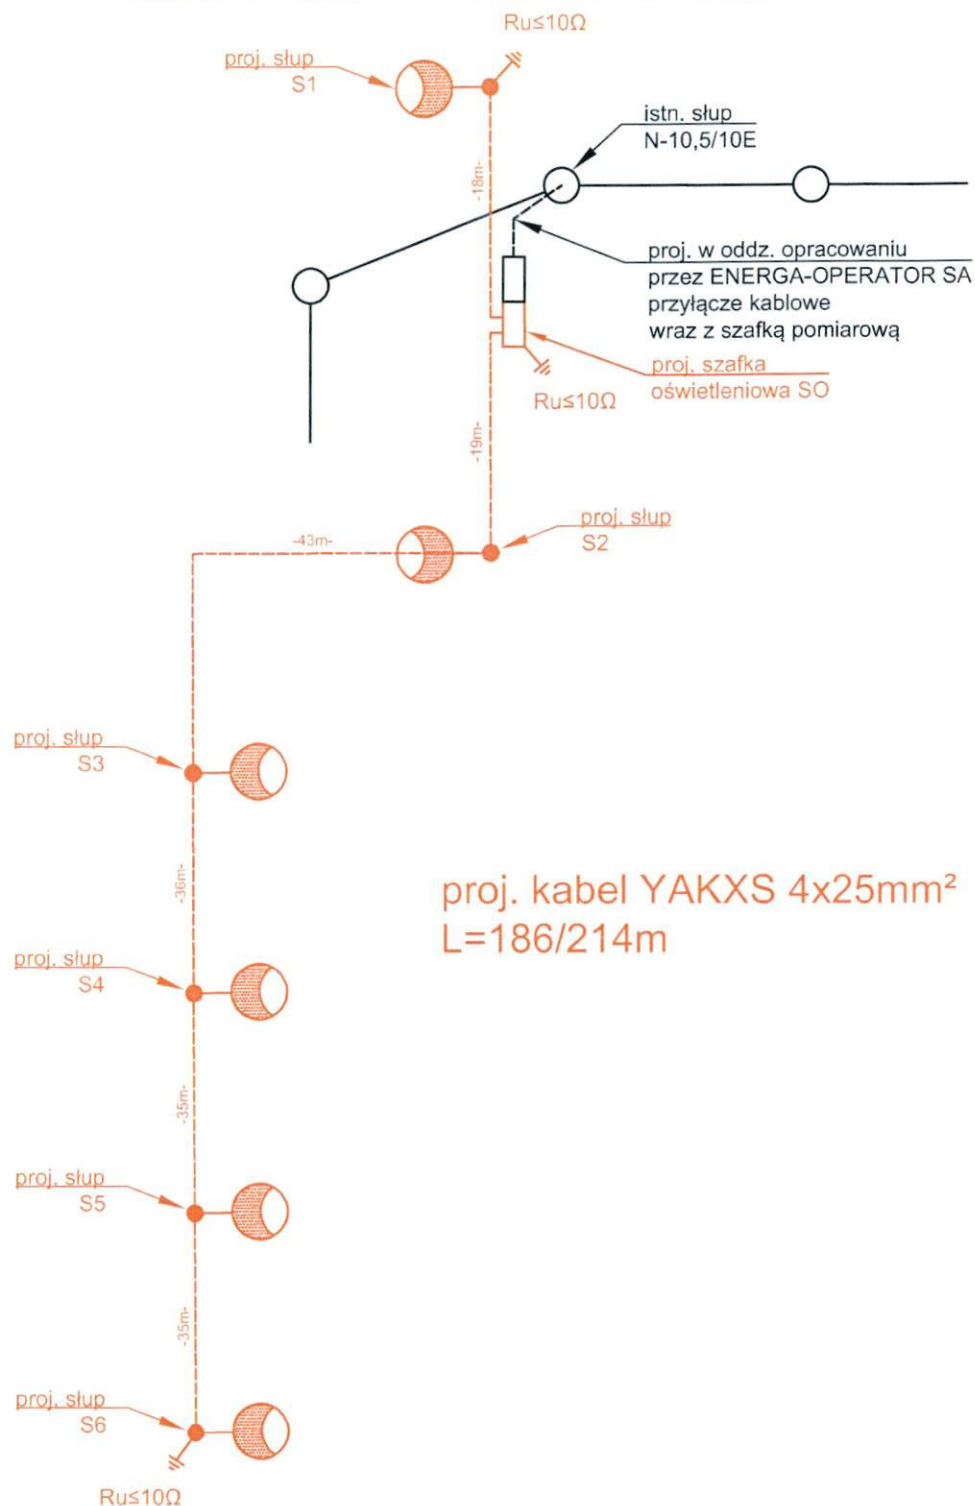 Ru≤10Ω
proj. słup
S1
istn. słup
N-10,5/10E
-18m-
proj. w oddz. opracowaniu
przez ENERGA-OPERATOR SA
przyłącze kablowe
wraz z szafką pomiarową
proj. szafka
oświetleniowa SO
Ru≤10Ω
-19m-
proj. słup
S2
-43m-
proj. słup
S3
-36m-
proj. kabel YAKXS 4x25mm²
L=186/214m
proj. słup
S4
-35m-
proj. słup
S5
-35m-
proj. słup
S6
Ru≤10Ω